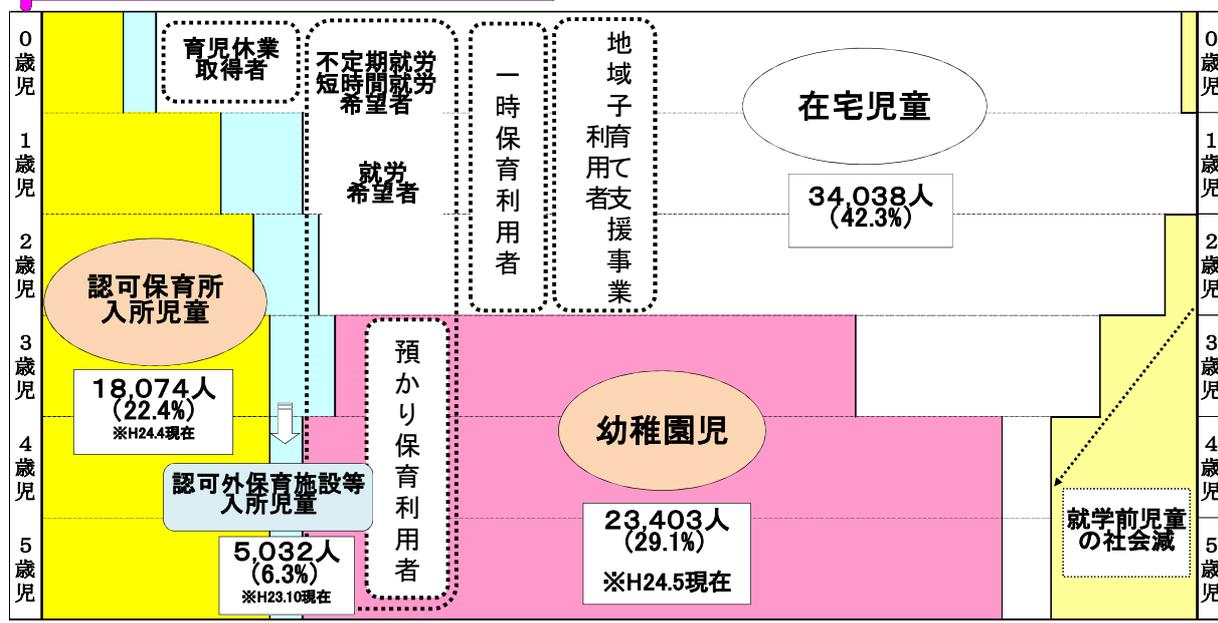 0歳児
1歳児
2歳児
3歳児
4歳児
5歳児
育児休業
取得者
不定期就労
短時間就労
希望者
就労
希望者
一時保育利用者
地域子育て支援事業
利用者
在宅児童
34,038人
(42.3%)
認可保育所
入所児童
18,074人
(22.4%)
※H24.4現在
認可外保育施設等
入所児童
5,032人
(6.3%)
※H23.10現在
預かり保育利用者
幼稚園児
23,403人
(29.1%)
※H24.5現在
就学前児童
の社会減
0歳児
1歳児
2歳児
3歳児
4歳児
5歳児